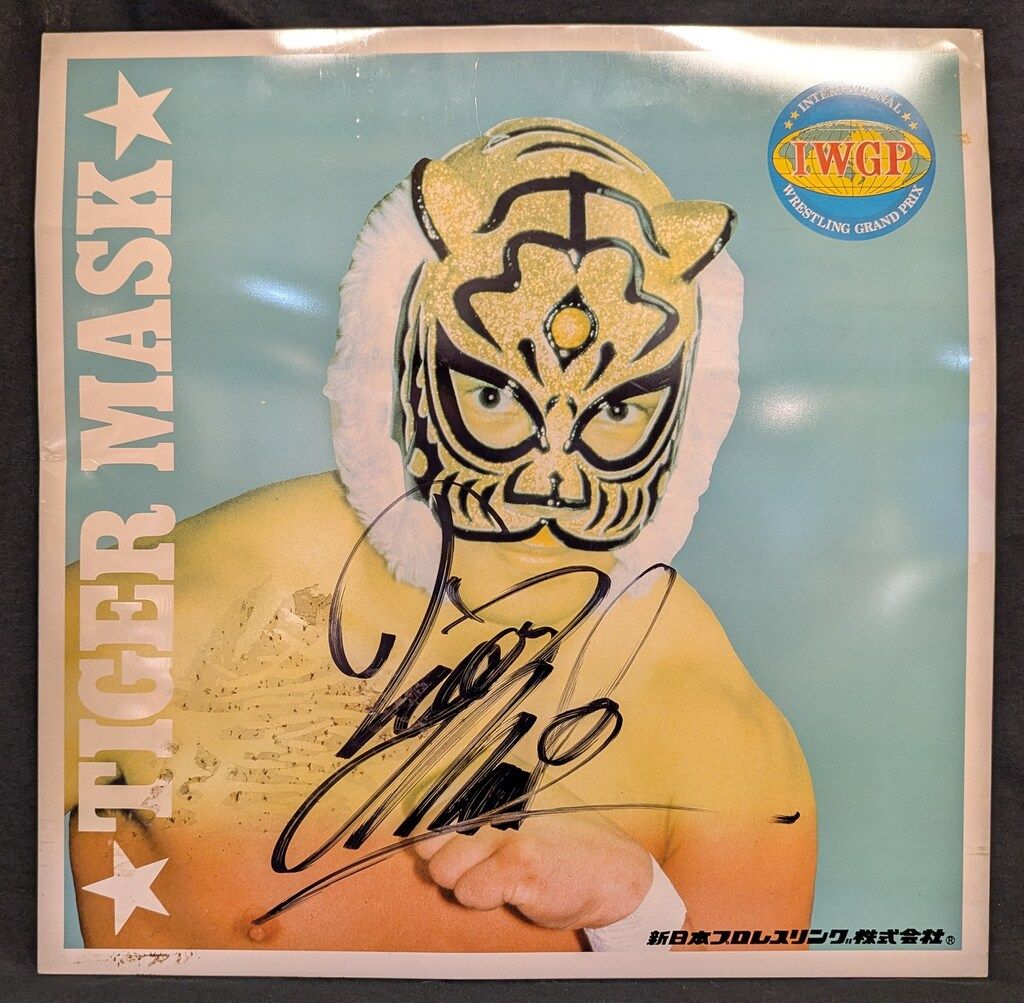 ★TIGER MASK★
INTERNATIONAL
IWGP
WRESTLING GRAND PRIX
新日本プロレスリング株式会社®